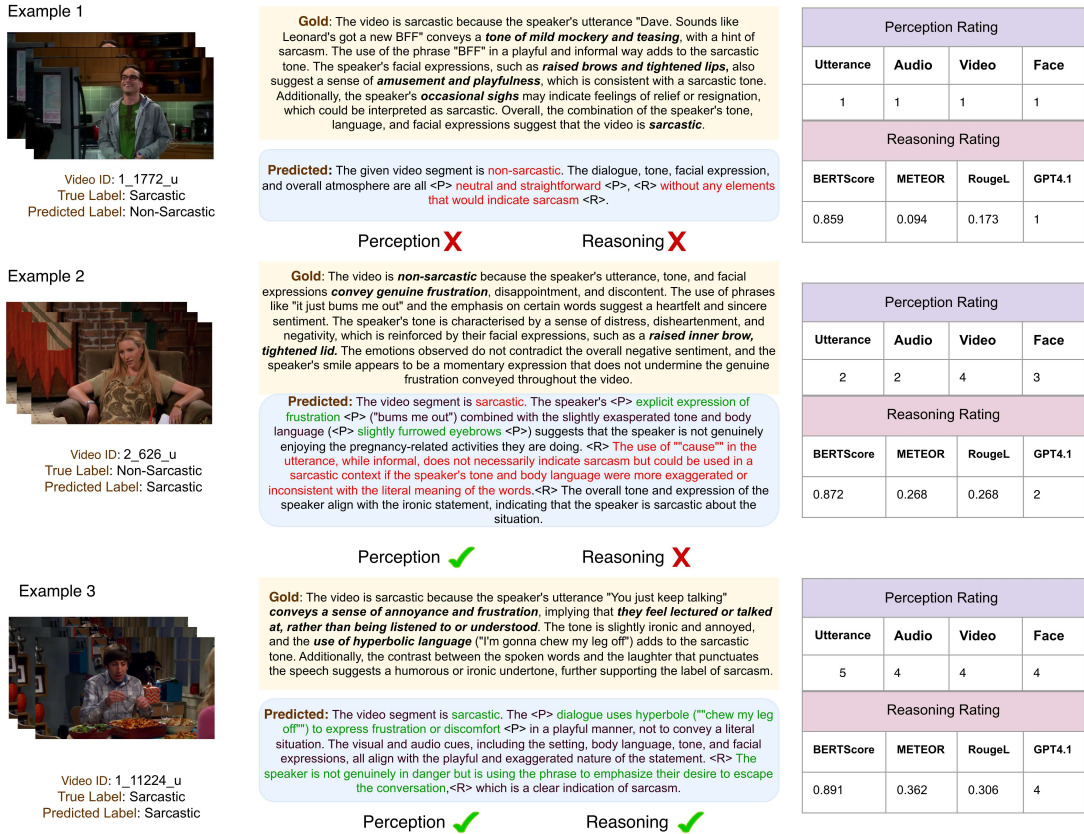 Example 1
Video ID: 1_1772_u
True Label: Sarcastic
Predicted Label: Non-Sarcastic
Gold: The video is sarcastic because the speaker's utterance "Dave. Sounds like
Leonard's got a new BFF" conveys a tone of mild mockery and teasing, with a hint of
sarcasm. The use of the phrase "BFF" in a playful and informal way adds to the sarcastic
tone. The speaker's facial expressions, such as raised brows and tightened lips, also
suggest a sense of amusement and playfulness, which is consistent with a sarcastic tone.
Additionally, the speaker's occasional sighs may indicate feelings of relief or resignation,
which could be interpreted as sarcastic. Overall, the combination of the speaker's tone,
language, and facial expressions suggest that the video is sarcastic.
Predicted: The given video segment is non-sarcastic. The dialogue, tone, facial expression,
and overall atmosphere are all <P> neutral and straightforward <P>, <R> without any elements
that would indicate sarcasm <R>.
Perception Reasoning
Perception Rating
Utterance Audio Video Face
1 1 1 1
Reasoning Rating
BERTScore METEOR RougeL GPT4.1
0.859 0.094 0.173 1
Example 2
Video ID: 2_626_u
True Label: Non-Sarcastic
Predicted Label: Sarcastic
Gold: The video is non-sarcastic because the speaker's utterance, tone, and facial
expressions convey genuine frustration, disappointment, and discontent. The use of phrases
like "it just bums me out" and the emphasis on certain words suggest a heartfelt and sincere
sentiment. The speaker's tone is characterised by a sense of distress, disheartenment, and
negativity, which is reinforced by their facial expressions, such as a raised inner brow,
tightened lid. The emotions observed do not contradict the overall negative sentiment, and the
speaker's smile appears to be a momentary expression that does not undermine the genuine
frustration conveyed throughout the video.
Predicted: The video segment is sarcastic. The speaker's <P> explicit expression of
frustration <P> ("bums me out") combined with the slightly exasperated tone and body
language (<P> slightly furrowed eyebrows <P>) suggests that the speaker is not genuinely
enjoying the pregnancy-related activities they are doing. <R> The use of ""cause"" in the
utterance, while informal, does not necessarily indicate sarcasm but could be used in a
sarcastic context if the speaker's tone and body language were more exaggerated or
inconsistent with the literal meaning of the words.<R> The overall tone and expression of the
speaker align with the ironic statement, indicating that the speaker is sarcastic about the
situation.
Perception Reasoning
Perception Rating
Utterance Audio Video Face
2 2 4 3
Reasoning Rating
BERTScore METEOR RougeL GPT4.1
0.872 0.268 0.268 2
Example 3
Video ID: 1_11224_u
True Label: Sarcastic
Predicted Label: Sarcastic
Gold: The video is sarcastic because the speaker's utterance "You just keep talking"
conveys a sense of annoyance and frustration, implying that they feel lectured or talked
at, rather than being listened to or understood. The tone is slightly ironic and annoyed,
and the use of hyperbolic language ("I'm gonna chew my leg off") adds to the sarcastic
tone. Additionally, the contrast between the spoken words and the laughter that punctuates
the speech suggests a humorous or ironic undertone, further supporting the label of sarcasm.
Predicted: The video segment is sarcastic. The <P> dialogue uses hyperbole (""chew my leg
off"") to express frustration or discomfort <P> in a playful manner, not to convey a literal
situation. The visual and audio cues, including the setting, body language, tone, and facial
expressions, all align with the playful and exaggerated nature of the statement. <R> The
speaker is not genuinely in danger but is using the phrase to emphasize their desire to escape
the conversation,<R> which is a clear indication of sarcasm.
Perception Reasoning
Perception Rating
Utterance Audio Video Face
5 4 4 4
Reasoning Rating
BERTScore METEOR RougeL GPT4.1
0.891 0.362 0.306 4